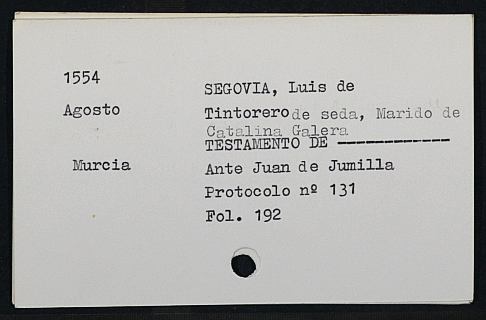 1554
SEGOVIA, Luis de
Agosto
Tintorero de seda, Marido de
Catalina Galera
TESTAMENTO DE -------------
Murcia
Ante Juan de Jumilla
Protocolo nº 131
Fol. 192